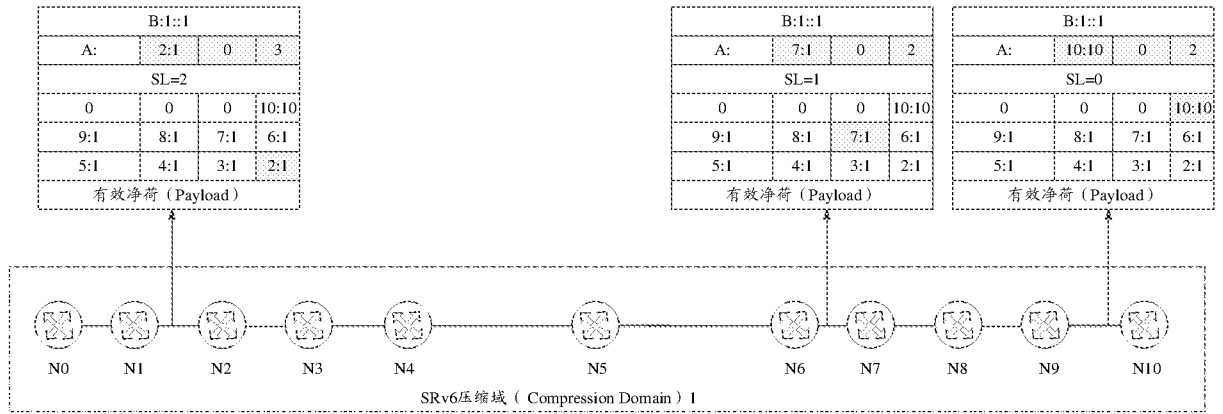 B:1::1
A: 2:1 0 3
SL=2
0 0 0 10:10
9:1 8:1 7:1 6:1
5:1 4:1 3:1 2:1
有效净荷（Payload）
B:1::1
A: 7:1 0 2
SL=1
0 0 0 10:10
9:1 8:1 7:1 6:1
5:1 4:1 3:1 2:1
有效净荷（Payload）
B:1::1
A: 10:10 0 2
SL=0
0 0 0 10:10
9:1 8:1 7:1 6:1
5:1 4:1 3:1 2:1
有效净荷（Payload）
N0 N1 N2 N3 N4 N5 N6 N7 N8 N9 N10
SRv6压缩域（Compression Domain）1